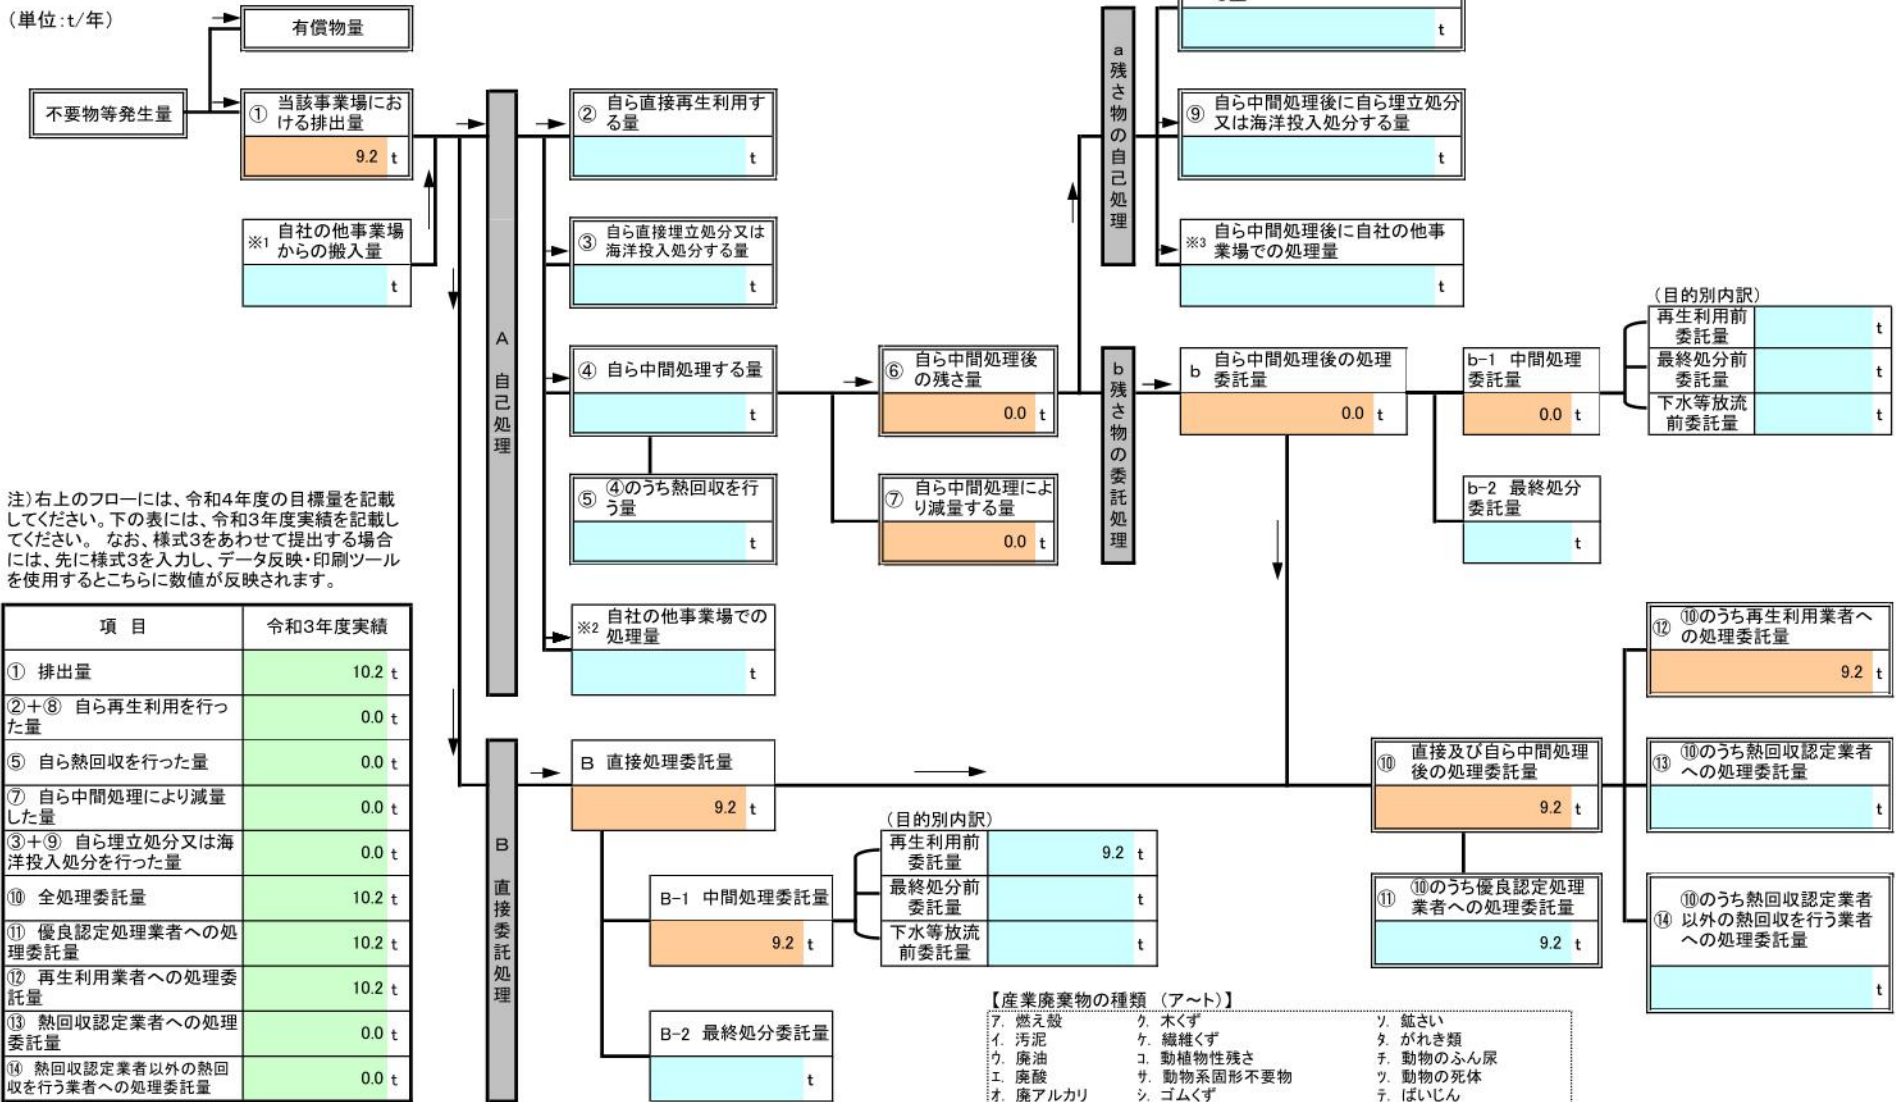 (単位:t/年)
有償物量
不要物等発生量
① 当該事業場にお
ける排出量
9.2 t
※1 自社の他事業場
からの搬入量
t
A 自己処理
② 自ら直接再生利用す
る量
t
③ 自ら直接埋立処分又は
海洋投入処分する量
t
④ 自ら中間処理する量
t
⑤ ④のうち熱回収を行
う量
t
※2 自社の他事業場での
処理量
t
⑥ 自ら中間処理後
の残さ量
0.0 t
⑦ 自ら中間処理によ
り減量する量
0.0 t
a 残さ物の自己処理
t
⑨ 自ら中間処理後に自ら埋立処分
又は海洋投入処分する量
t
※3 自ら中間処理後に自社の他事
業場での処理量
t
b 残さ物の委託処理
b 自ら中間処理後の処理
委託量
0.0 t
b-1 中間処理
委託量
0.0 t
(目的別内訳)
再生利用前
委託量
t
最終処分前
委託量
t
下水等放流
前委託量
t
b-2 最終処分
委託量
t
注)右上のフローには、令和4年度の目標量を記載
してください。下の表には、令和3年度実績を記載し
てください。 なお、様式3をあわせて提出する場合
には、先に様式3を入力し、データ反映・印刷ツール
を使用するとこちらに数値が反映されます。
項 目 令和3年度実績
① 排出量 10.2 t
②+⑧ 自ら再生利用を行っ
た量 0.0 t
⑤ 自ら熱回収を行った量 0.0 t
⑦ 自ら中間処理により減量
した量 0.0 t
③+⑨ 自ら埋立処分又は海
洋投入処分を行った量 0.0 t
⑩ 全処理委託量 10.2 t
⑪ 優良認定処理業者への処
理委託量 10.2 t
⑫ 再生利用業者への処理委
託量 10.2 t
⑬ 熱回収認定業者への処理
委託量 0.0 t
⑭ 熱回収認定業者以外の熱回
収を行う業者への処理委託量 0.0 t
B 直接委託処理
B 直接処理委託量
9.2 t
B-1 中間処理委託量
9.2 t
(目的別内訳)
再生利用前
委託量
9.2 t
最終処分前
委託量
t
下水等放流
前委託量
t
B-2 最終処分委託量
t
⑩ 直接及び自ら中間処理
後の処理委託量
9.2 t
⑪ ⑩のうち優良認定処理
業者への処理委託量
9.2 t
⑫ ⑩のうち再生利用業者へ
の処理委託量
9.2 t
⑬ ⑩のうち熱回収認定業者
への処理委託量
t
⑭ ⑩のうち熱回収認定業者
以外の熱回収を行う業者
への処理委託量
t
【産業廃棄物の種類 (ア～ト)】
ア. 燃え殻 ク. 木くず ソ. 鉱さい
イ. 汚泥 ケ. 繊維くず タ. がれき類
ウ. 廃油 コ. 動植物性残さ チ. 動物のふん尿
エ. 廃酸 サ. 動物系固形不要物 ツ. 動物の死体
オ. 廃アルカリ シ. ゴムくず テ. ばいじん